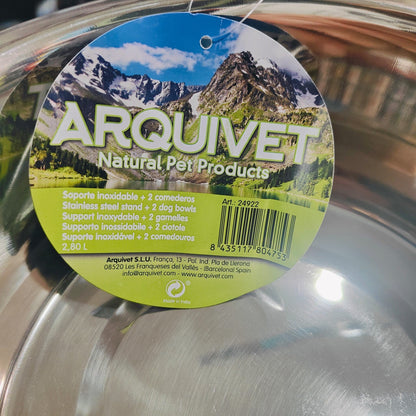 ARQUIVET
Natural Pet Products
Soporte inoxidable + 2 comederos
Stainless steel stand + 2 dog bowls
Support inoxydable + 2 gamelles
Supporto inossidabile + 2 ciotole
Suporte inoxidável + 2 comedouros
2,80 L
Art.: 24922
8 435117 804753
Arquivet S.L.U. França, 13 - Pol. Ind. Pla de Llerona
08520 Les Franqueses del Vallés - (Barcelona) Spain
info@arquivet.com - www.arquivet.com